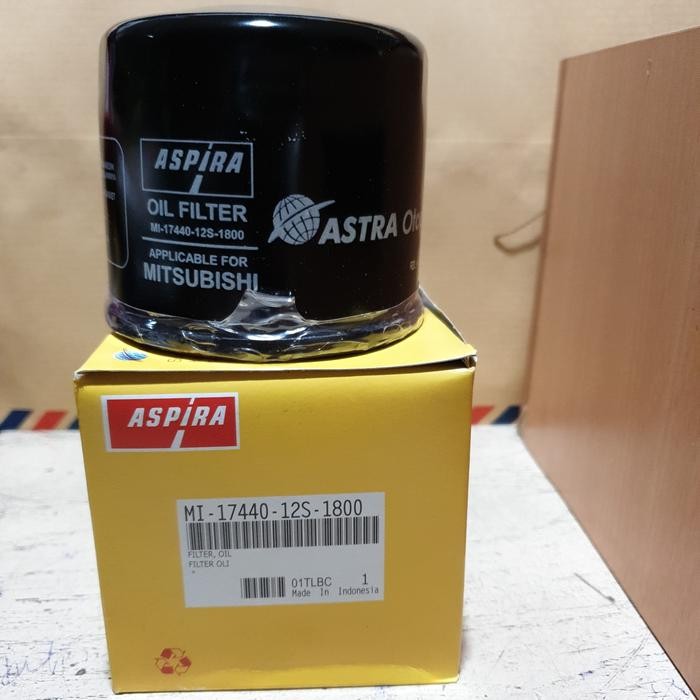 ASPIRA
OIL FILTER
MI-17440-12S-1800
APPLICABLE FOR
MITSUBISHI
ASTRA
ASPIRA
MI-17440-12S-1800
FILTER, OIL
FILTER OLI
01TLBC 1
Made In Indonesia